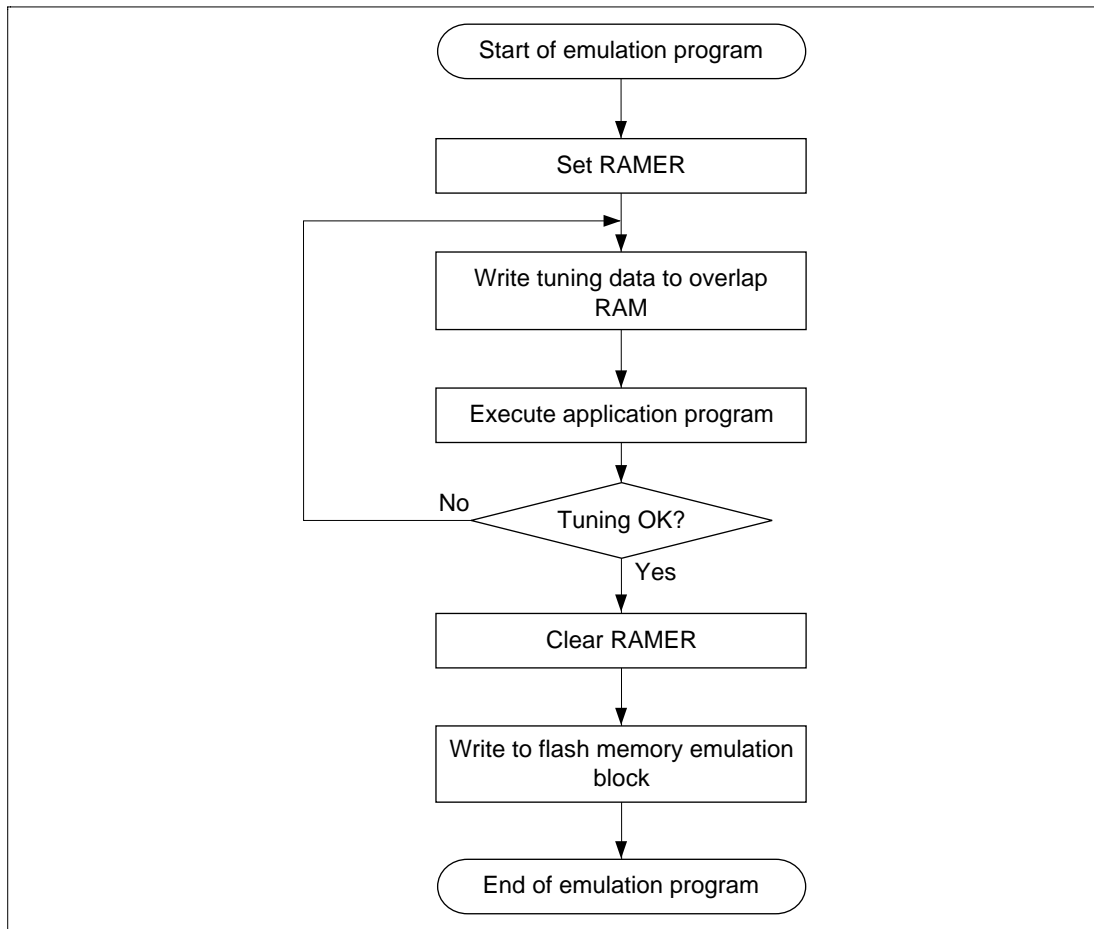 Start of emulation program
Set RAMER
Write tuning data to overlap
RAM
Execute application program
No
Tuning OK?
Yes
Clear RAMER
Write to flash memory emulation
block
End of emulation program